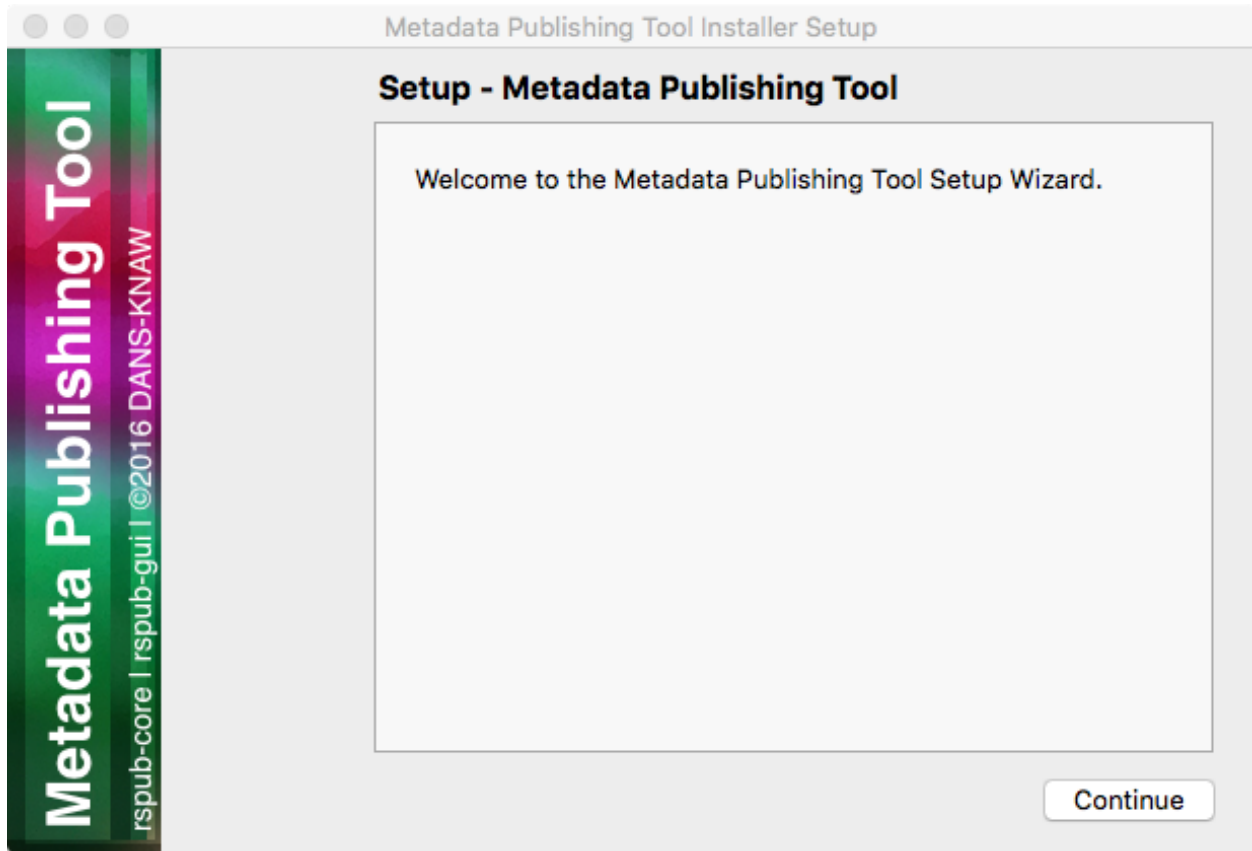 Metadata Publishing Tool Installer Setup
Metadata Publishing Tool
rspub-core | rspub-gui | ©2016 DANS-KNAW
Setup - Metadata Publishing Tool
Welcome to the Metadata Publishing Tool Setup Wizard.
Continue